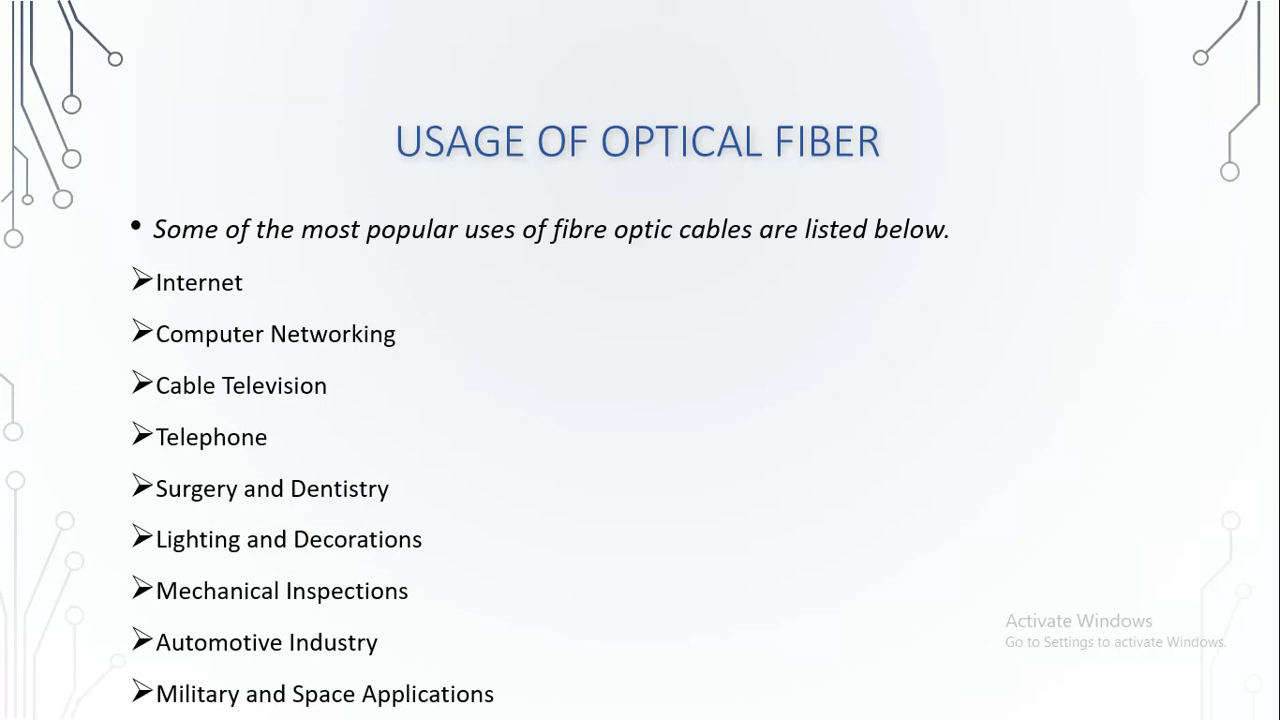 USAGE OF OPTICAL FIBER
• Some of the most popular uses of fibre optic cables are listed below.
➢Internet
➢Computer Networking
➢Cable Television
➢Telephone
➢Surgery and Dentistry
➢Lighting and Decorations
➢Mechanical Inspections
➢Automotive Industry
➢Military and Space Applications
Activate Windows
Go to Settings to activate Windows.